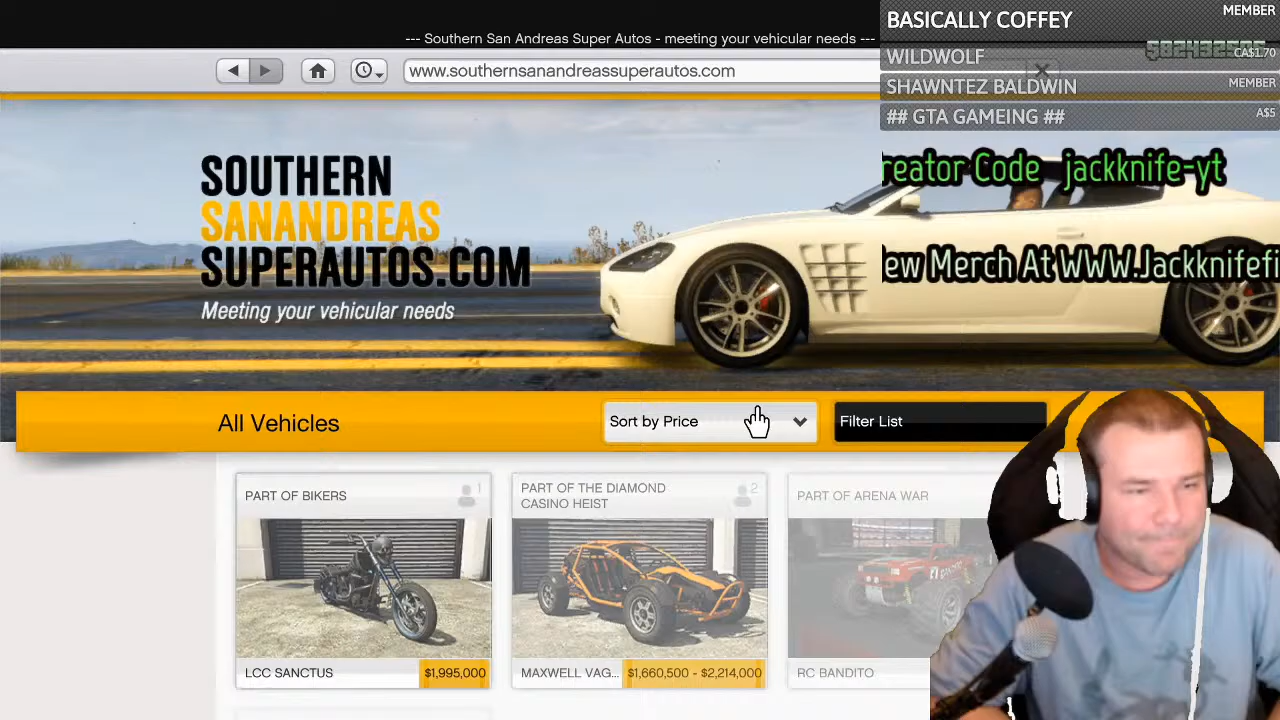 --- Southern San Andreas Super Autos - meeting your vehicular needs ---
BASICALLY COFFEY
MEMBER
WILDWOLF
CA$1.70
www.southernsanandreassuperautos.com
SHAWNTEZ BALDWIN
MEMBER
## GTA GAMEING ##
A$5
SOUTHERN
SANANDREAS
SUPERAUTOS.COM
Meeting your vehicular needs
reator Code jackknife-yt
ew Merch At WWW.Jackknifefi
All Vehicles
Sort by Price
Filter List
PART OF BIKERS
1
PART OF THE DIAMOND
CASINO HEIST
2
PART OF ARENA WAR
LCC SANCTUS
$1,995,000
MAXWELL VAG...
$1,660,500 - $2,214,000
RC BANDITO